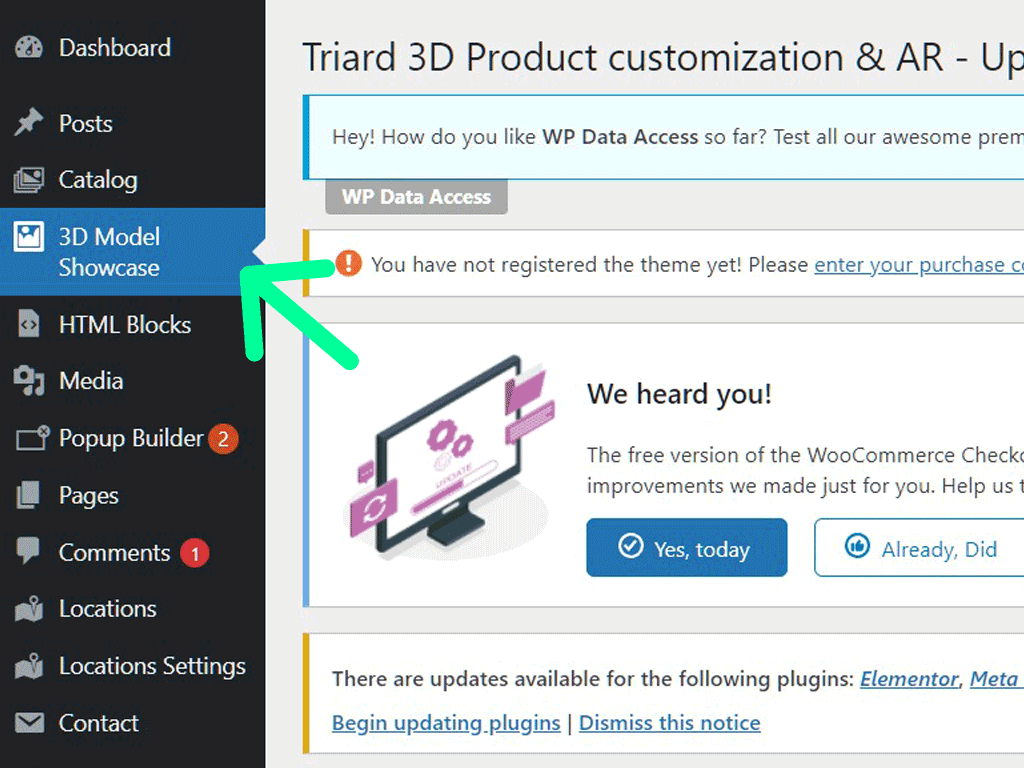 Dashboard
Posts
Catalog
3D Model
Showcase
HTML Blocks
Media
Popup Builder 2
Pages
Comments 1
Locations
Locations Settings
Contact
Triard 3D Product customization & AR - Up
Hey! How do you like WP Data Access so far? Test all our awesome prem
WP Data Access
You have not registered the theme yet! Please enter your purchase co
UPDATE
We heard you!
The free version of the WooCommerce Checko
improvements we made just for you. Help us t
Yes, today
Already, Did
There are updates available for the following plugins: Elementor, Meta
Begin updating plugins | Dismiss this notice